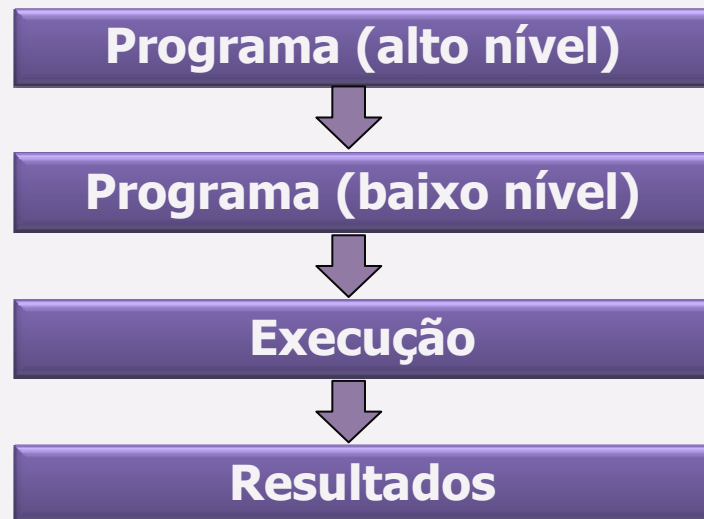 Programa (alto nível)
Programa (baixo nível)
Execução
Resultados